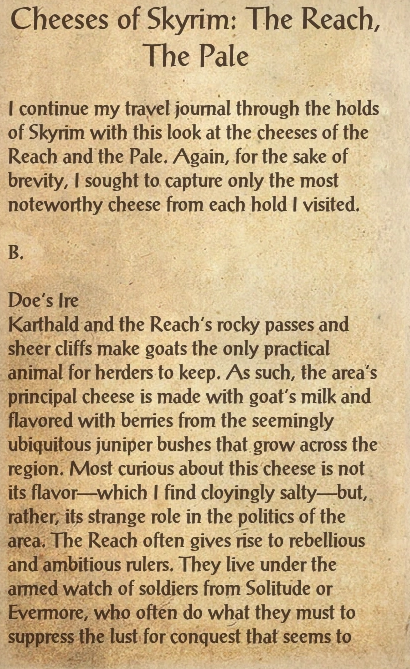 Cheeses of Skyrim: The Reach,
The Pale
I continue my travel journal through the holds
of Skyrim with this look at the cheeses of the
Reach and the Pale. Again, for the sake of
brevity, I sought to capture only the most
noteworthy cheese from each hold I visited.
B.
Doe's Ire
Karthald and the Reach's rocky passes and
sheer cliffs make goats the only practical
animal for herders to keep. As such, the area's
principal cheese is made with goat's milk and
flavored with berries from the seemingly
ubiquitous juniper bushes that grow across the
region. Most curious about this cheese is not
its flavor—which I find cloyingly salty—but,
rather, its strange role in the politics of the
area. The Reach often gives rise to rebellious
and ambitious rulers. They live under the
armed watch of soldiers from Solitude or
Evermore, who often do what they must to
suppress the lust for conquest that seems to